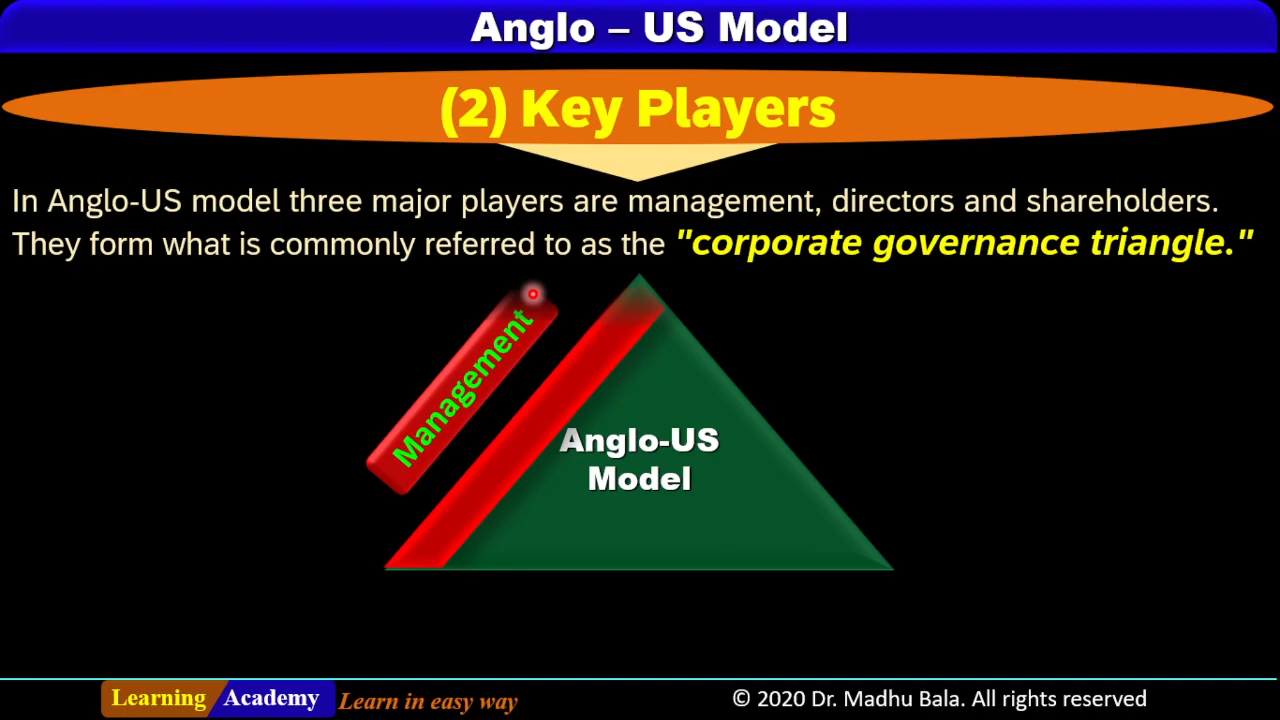 Anglo – US Model
(2) Key Players
In Anglo-US model three major players are management, directors and shareholders.
They form what is commonly referred to as the "corporate governance triangle."
Management
Anglo-US
Model
Learning Academy Learn in easy way
© 2020 Dr. Madhu Bala. All rights reserved